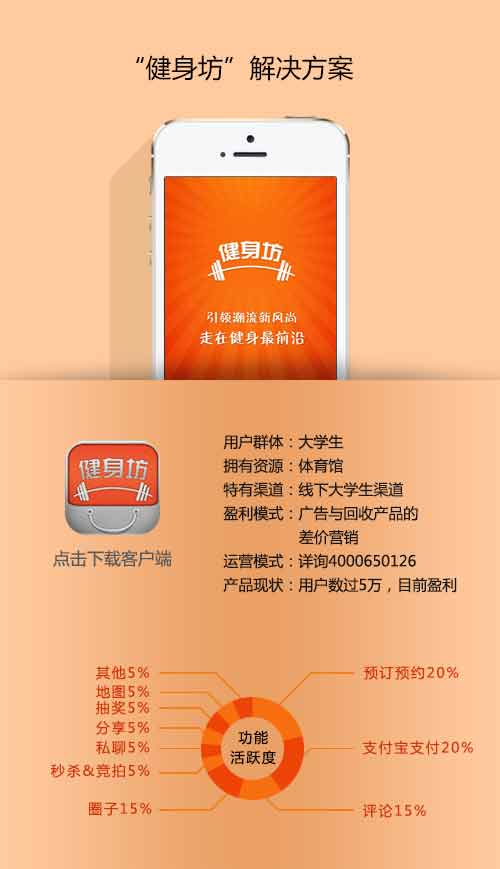 “健身坊”解决方案
健身坊
引领潮流新风尚
走在健身最前沿
健身坊
点击下载客户端
用户群体：大学生
拥有资源：体育馆
特有渠道：线下大学生渠道
盈利模式：广告与回收产品的
差价营销
运营模式：详询4000650126
产品现状：用户数过5万，目前盈利
其他5%
地图5%
抽奖5%
分享5%
私聊5%
秒杀&竞拍5%
圈子15%
功能
活跃度
预订预约20%
支付宝支付20%
评论15%